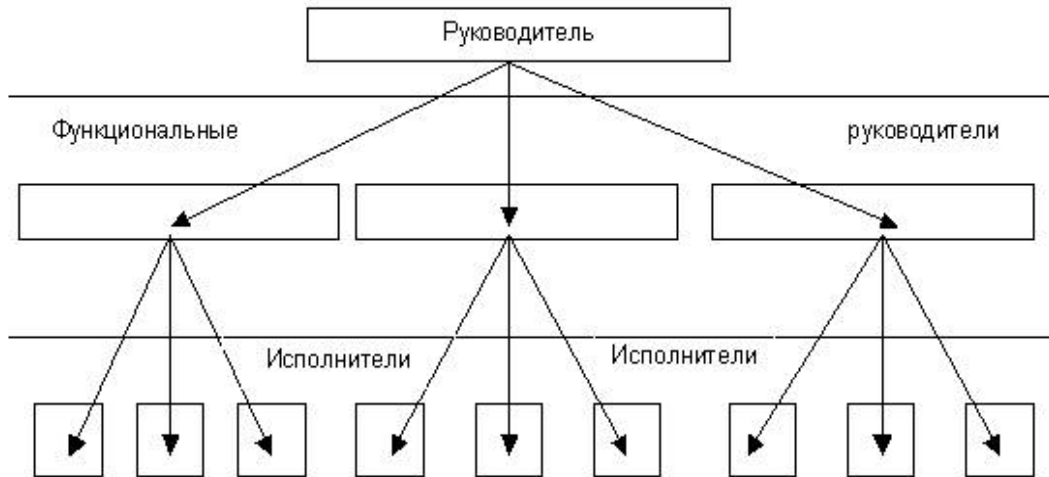 Руководитель
Функциональные руководители
Исполнители Исполнители